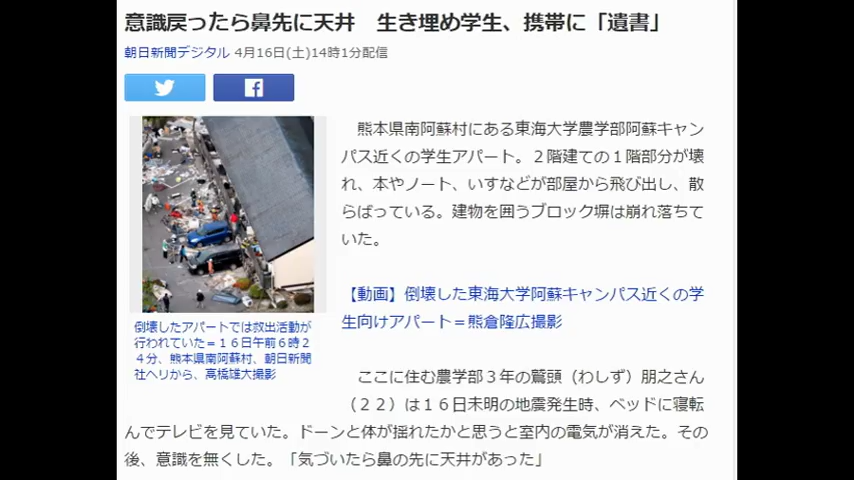 意識戻ったら鼻先に天井　生き埋め学生、携帯に「遺書」
朝日新聞デジタル 4月16日(土)14時1分配信
　熊本県南阿蘇村にある東海大学農学部阿蘇キャン
パス近くの学生アパート。２階建ての１階部分が壊
れ、本やノート、いすなどが部屋から飛び出し、散
らばっている。建物を囲うブロック塀は崩れ落ちて
いた。
【動画】倒壊した東海大学阿蘇キャンパス近くの学
生向けアパート＝熊倉隆広撮影
倒壊したアパートでは救出活動が
行われていた＝１６日午前６時２
４分、熊本県南阿蘇村、朝日新聞
社ヘリから、高橋雄大撮影
　ここに住む農学部３年の鷲頭（わしず）朋之さん
（２２）は１６日未明の地震発生時、ベッドに寝転
んでテレビを見ていた。ドーンと体が揺れたかと思うと室内の電気が消えた。その
後、意識を無くした。「気づいたら鼻の先に天井があった」